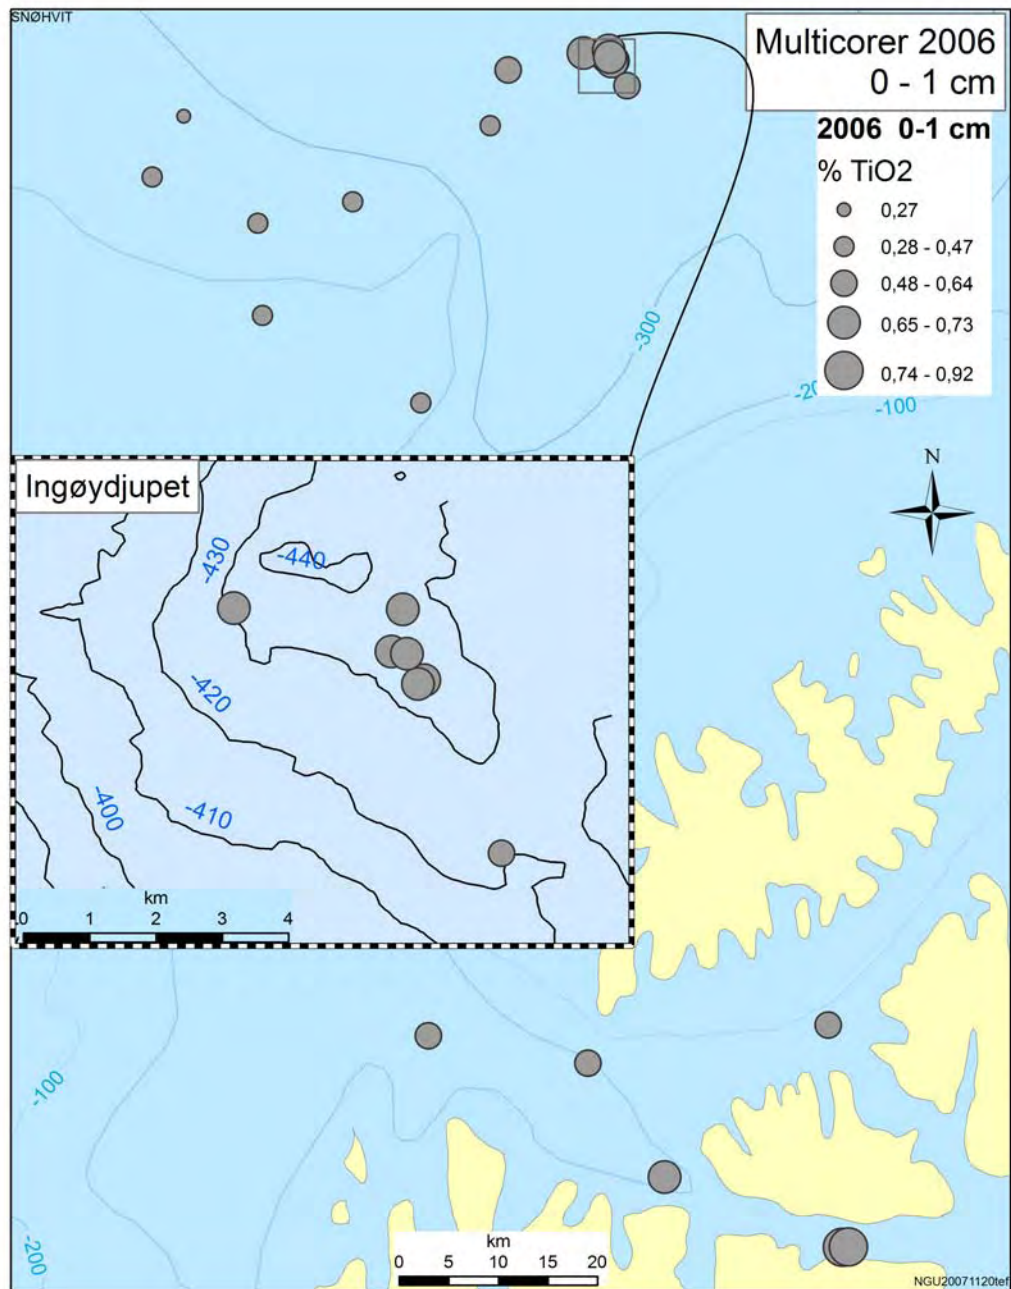 SNØHVIT
Multicorer 2006
0 - 1 cm
2006 0-1 cm
% TiO2
0,27
0,28 - 0,47
0,48 - 0,64
0,65 - 0,73
0,74 - 0,92
-300
-100
N
Ingøydjupet
-430
-440
-420
-410
-400
km
0 1 2 3 4
-100
-200
km
0 5 10 15 20
NGU20071120tef